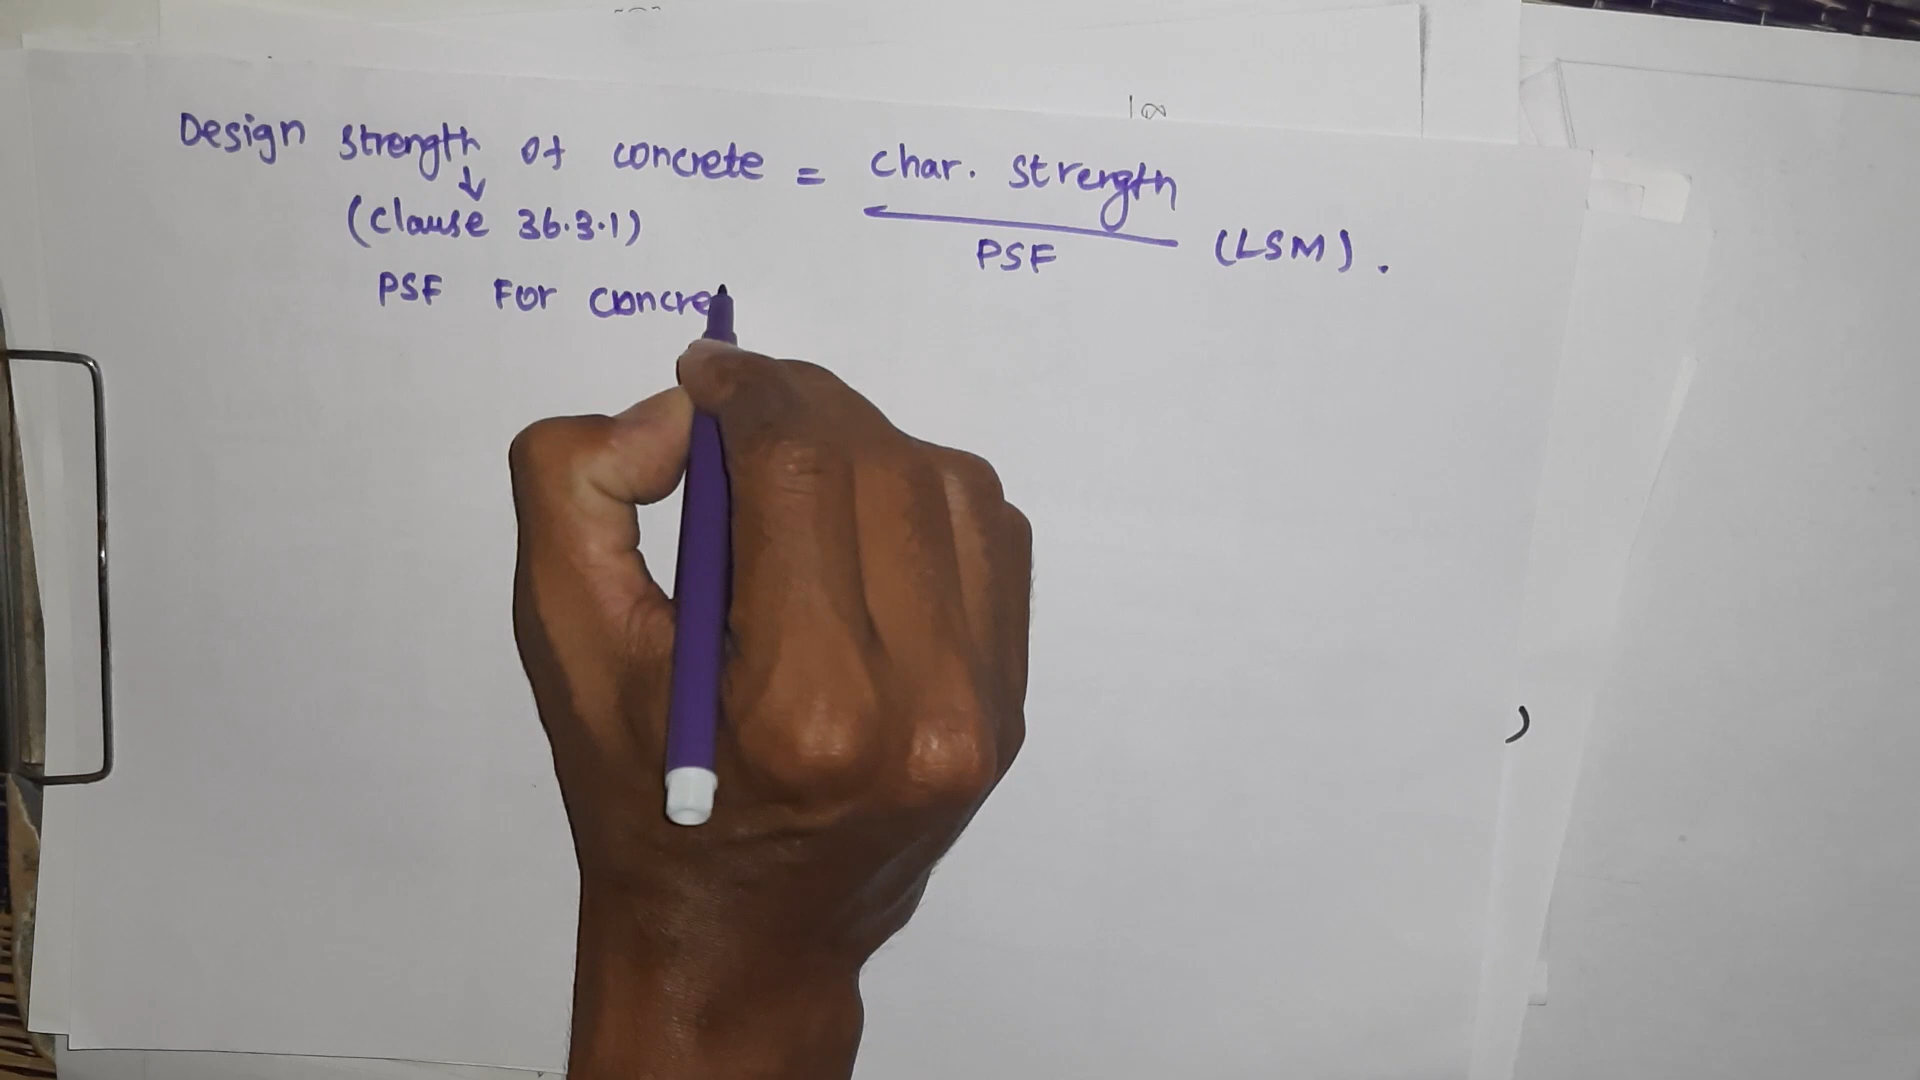 Design strength of concrete = char. strength
PSF (LSM).
(clause 36.3.1)
PSF For concre